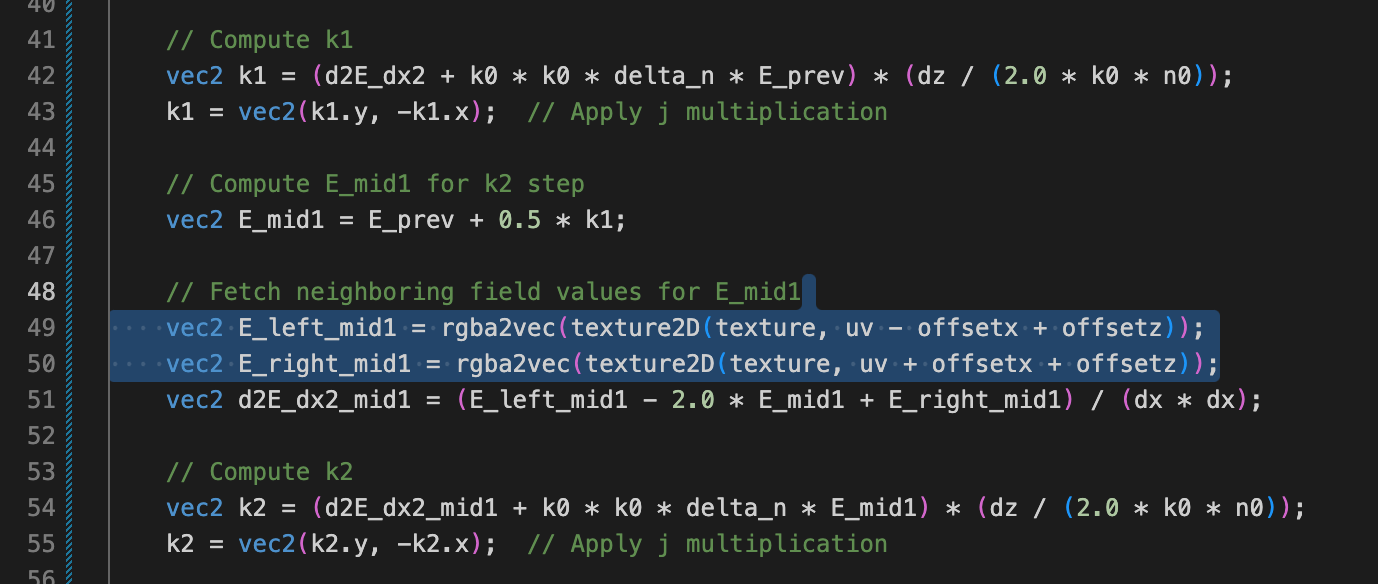 40
41 // Compute k1
42 vec2 k1 = (d2E_dx2 + k0 * k0 * delta_n * E_prev) * (dz / (2.0 * k0 * n0));
43 k1 = vec2(k1.y, -k1.x);  // Apply j multiplication
44
45 // Compute E_mid1 for k2 step
46 vec2 E_mid1 = E_prev + 0.5 * k1;
47
48 // Fetch neighboring field values for E_mid1
49 vec2 E_left_mid1 = rgba2vec(texture2D(texture, uv - offsetx + offsetz));
50 vec2 E_right_mid1 = rgba2vec(texture2D(texture, uv + offsetx + offsetz));
51 vec2 d2E_dx2_mid1 = (E_left_mid1 - 2.0 * E_mid1 + E_right_mid1) / (dx * dx);
52
53 // Compute k2
54 vec2 k2 = (d2E_dx2_mid1 + k0 * k0 * delta_n * E_mid1) * (dz / (2.0 * k0 * n0));
55 k2 = vec2(k2.y, -k2.x);  // Apply j multiplication
56